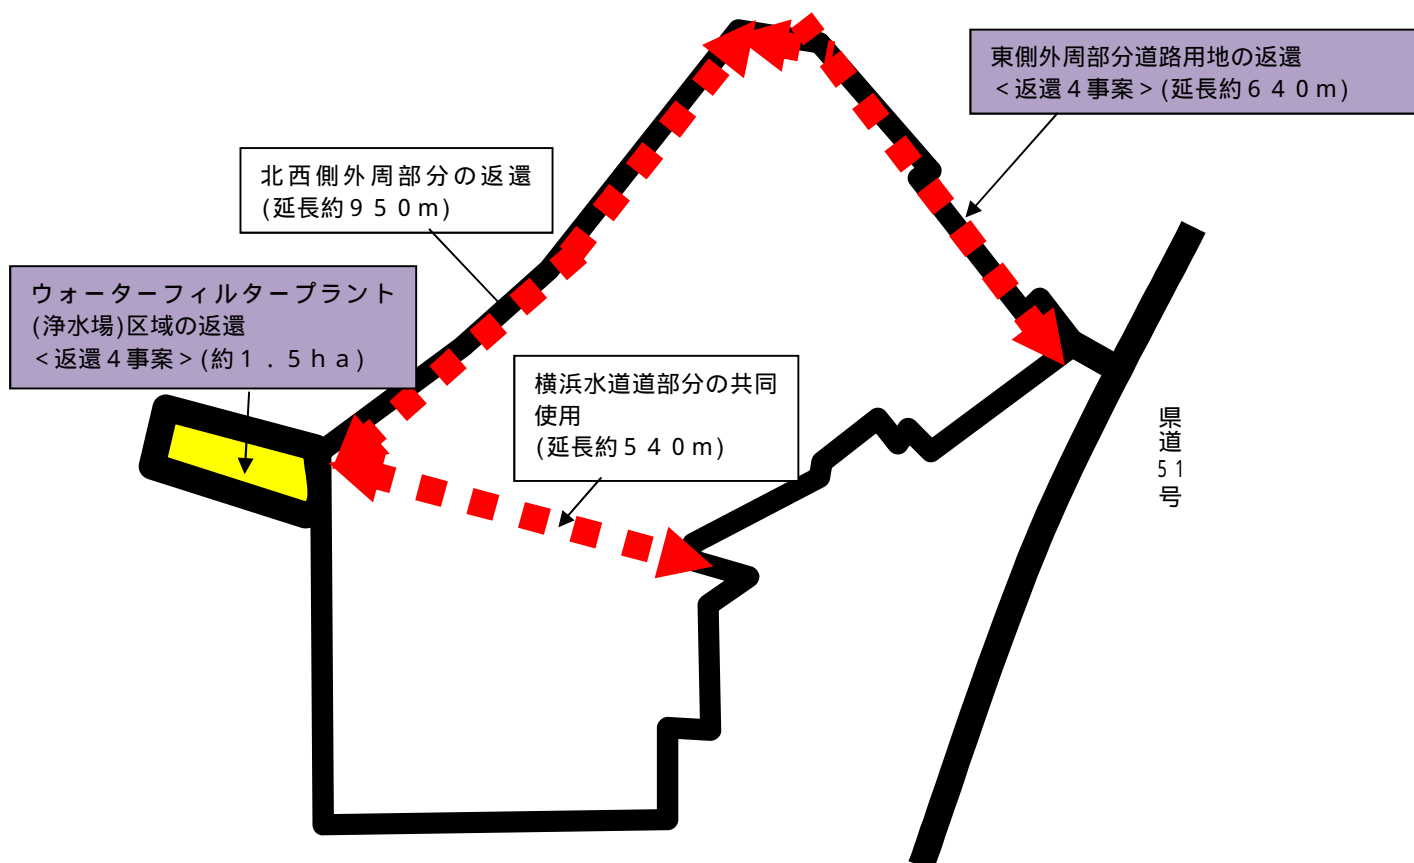 東側外周部分道路用地の返還
<返還4事案>(延長約640m)
北西側外周部分の返還
(延長約950m)
ウォーターフィルタープラント
(浄水場)区域の返還
<返還4事案>(約1.5ha)
横浜水道道部分の共同
使用
(延長約540m)
県道51号